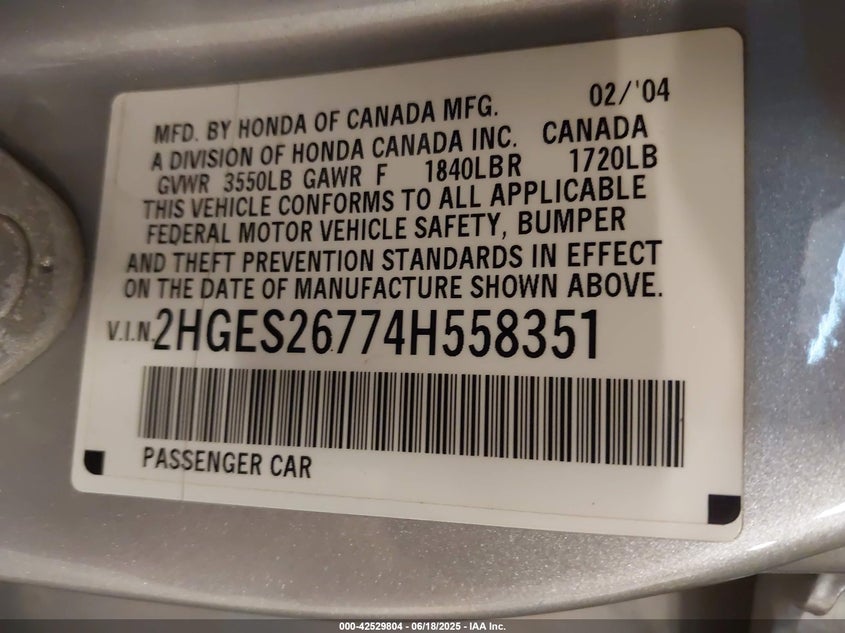 02/'04
MFD. BY HONDA OF CANADA MFG.
A DIVISION OF HONDA CANADA INC. CANADA
GVWR 3550LB GAWR F 1840LBR 1720LB
THIS VEHICLE CONFORMS TO ALL APPLICABLE
FEDERAL MOTOR VEHICLE SAFETY, BUMPER
AND THEFT PREVENTION STANDARDS IN EFFECT
ON THE DATE OF MANUFACTURE SHOWN ABOVE.
V.I.N. 2HGES26774H558351
PASSENGER CAR
000-42529804 - 06/18/2025 - IAA Inc.